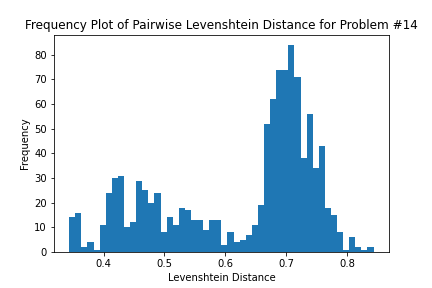 Frequency Plot of Pairwise Levenshtein Distance for Problem #14
Frequency
80
70
60
50
40
30
20
10
0
0.4 0.5 0.6 0.7 0.8
Levenshtein Distance